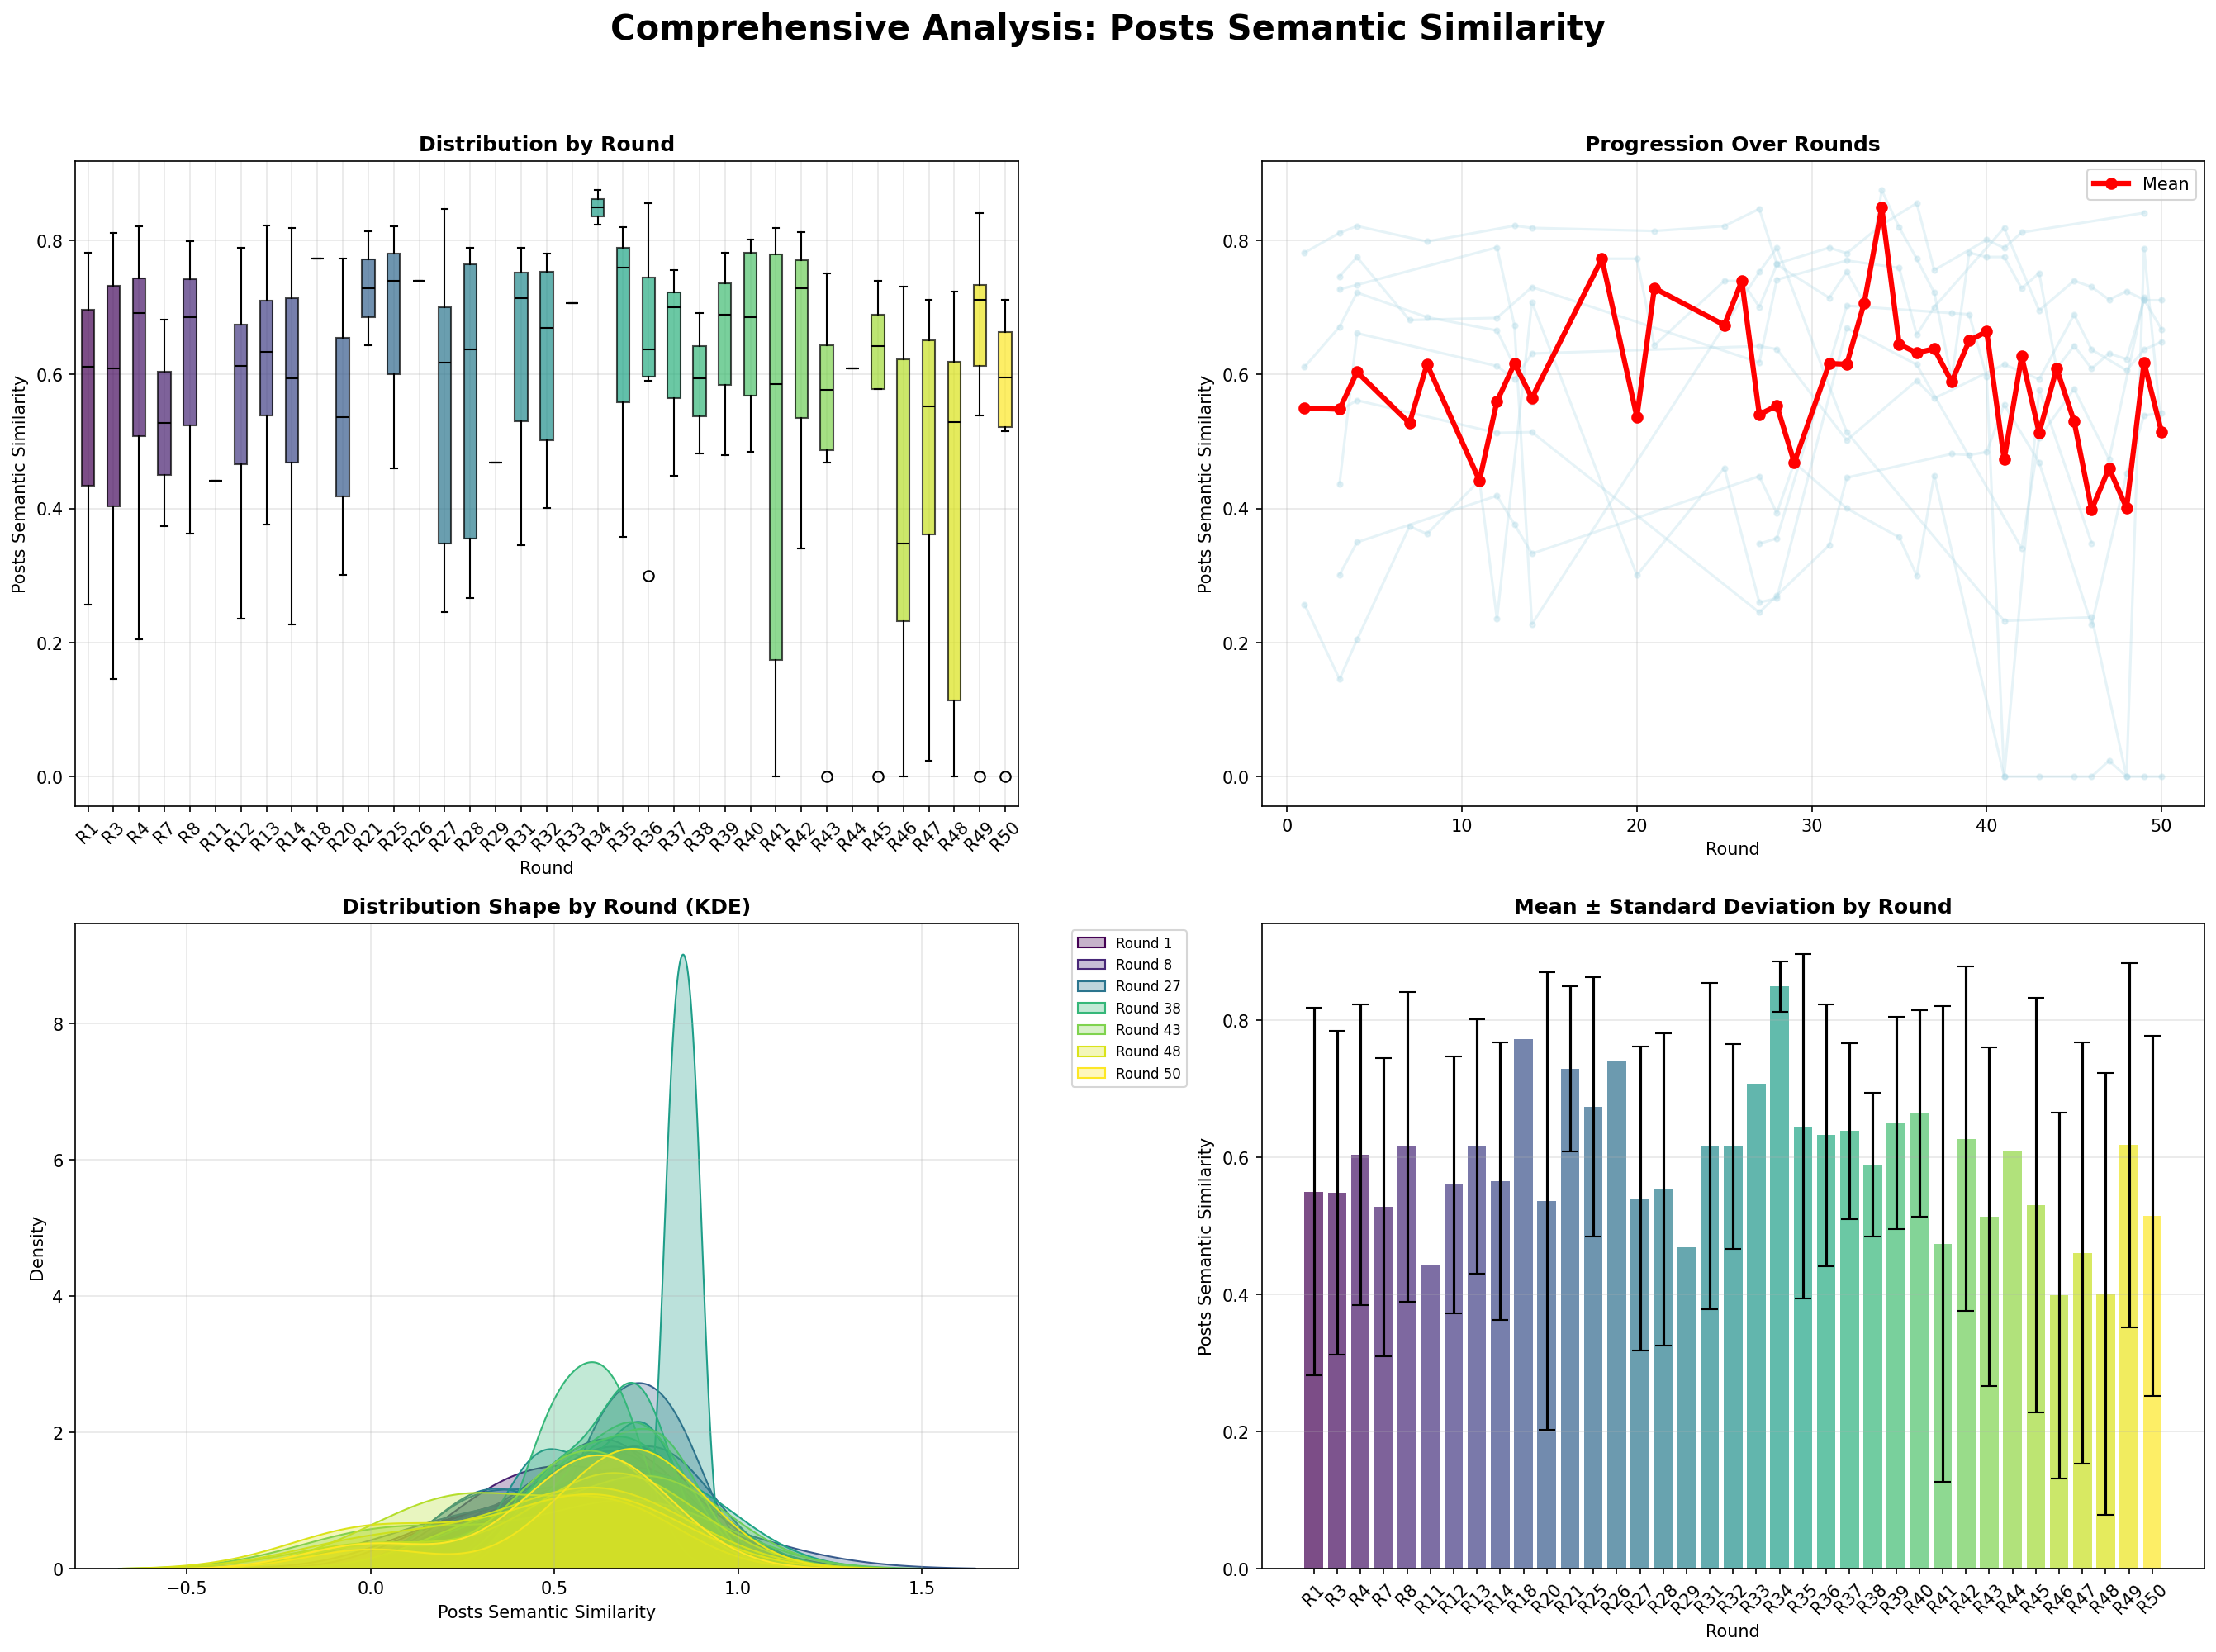 Comprehensive Analysis: Posts Semantic Similarity
Distribution by Round
Posts Semantic Similarity
0.8
0.6
0.4
0.2
0.0
R1 R3 R4 R7 R8 R11 R12 R13 R14 R18 R20 R21 R25 R26 R27 R28 R29 R31 R32 R33 R34 R35 R36 R37 R38 R39 R40 R41 R42 R43 R44 R45 R46 R47 R48 R49 R50
Round
Progression Over Rounds
Mean
Posts Semantic Similarity
0.8
0.6
0.4
0.2
0.0
0 10 20 30 40 50
Round
Distribution Shape by Round (KDE)
Density
8
6
4
2
0
−0.5 0.0 0.5 1.0 1.5
Posts Semantic Similarity
Round 1
Round 8
Round 27
Round 38
Round 43
Round 48
Round 50
Mean ± Standard Deviation by Round
Posts Semantic Similarity
0.8
0.6
0.4
0.2
0.0
R1 R3 R4 R7 R8 R11 R12 R13 R14 R18 R20 R21 R25 R26 R27 R28 R29 R31 R32 R33 R34 R35 R36 R37 R38 R39 R40 R41 R42 R43 R44 R45 R46 R47 R48 R49 R50
Round